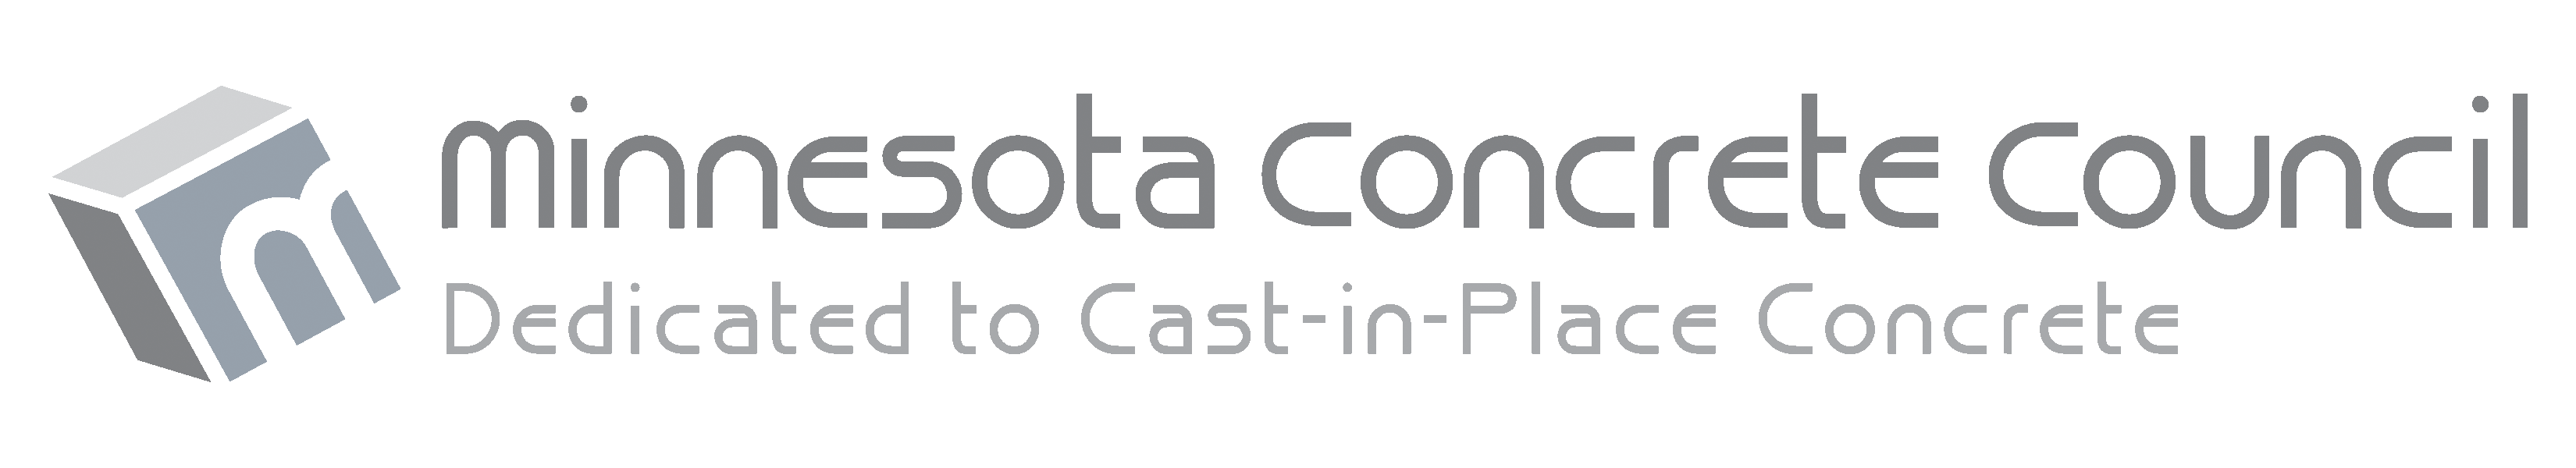 Minnesota Concrete Council
Dedicated to Cast-in-Place Concrete